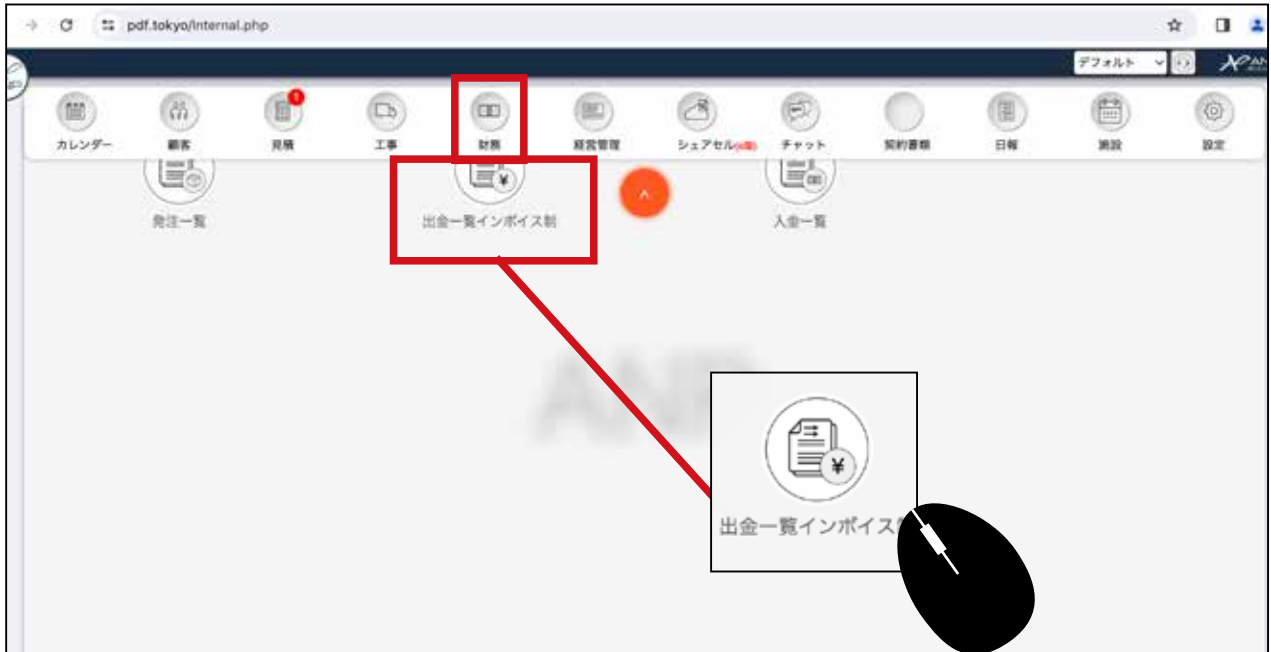 pdf.tokyo/internal.php
デフォルト
カレンダー
顧客
1
見積
工事
財務
経営管理
シェアセル
チャット
契約書類
日報
施設
設定
発注一覧
出金一覧インボイス制
入金一覧
出金一覧インボイス